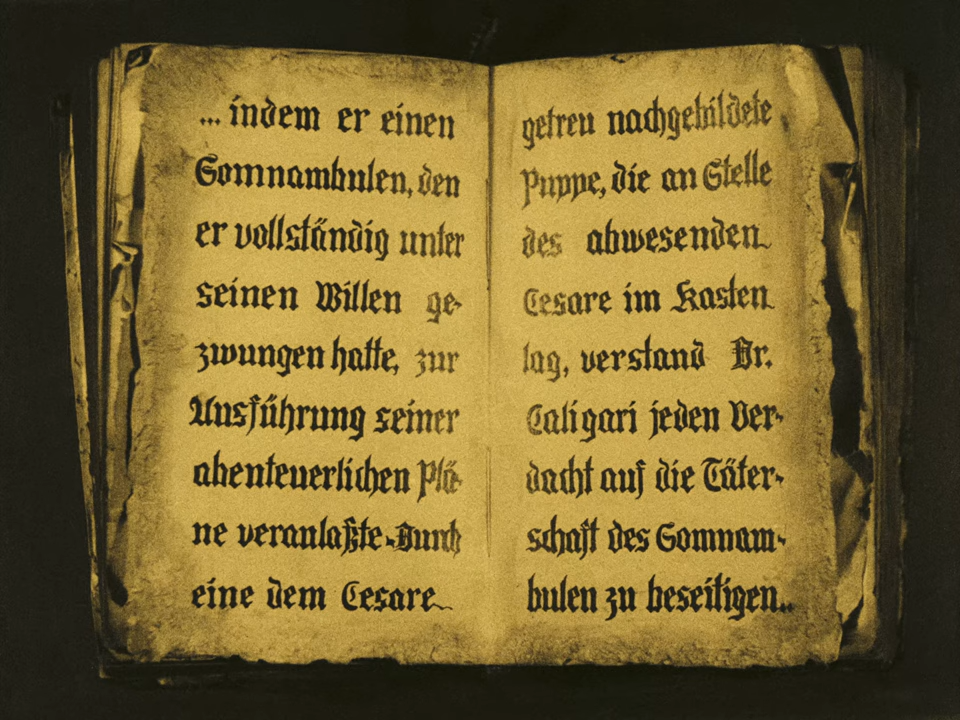 ... indem er einen
Somnambulen, den
er vollständig unter
seinen Willen ge-
zwungen hatte, zur
Ausführung seiner
abenteuerlichen Plä-
ne veranlaßte. Durch
eine dem Cesare
getreu nachgebildete
Puppe, die an Stelle
des abwesenden
Cesare im Kasten
lag, verstand Dr.
Caligari jeden Ver-
dacht auf die Täter-
schaft des Somnam-
bulen zu beseitigen..